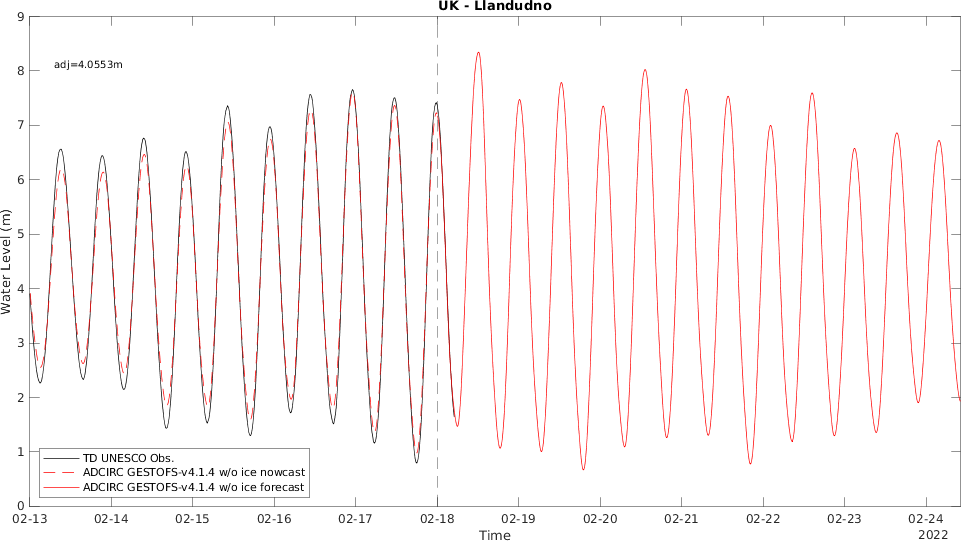 UK - Llandudno
adj=4.0553m
Water Level (m)
9
8
7
6
5
4
3
2
1
0
TD UNESCO Obs.
ADCIRC GESTOFS-v4.1.4 w/o ice nowcast
ADCIRC GESTOFS-v4.1.4 w/o ice forecast
02-13 02-14 02-15 02-16 02-17 02-18 02-19 02-20 02-21 02-22 02-23 02-24
Time
2022